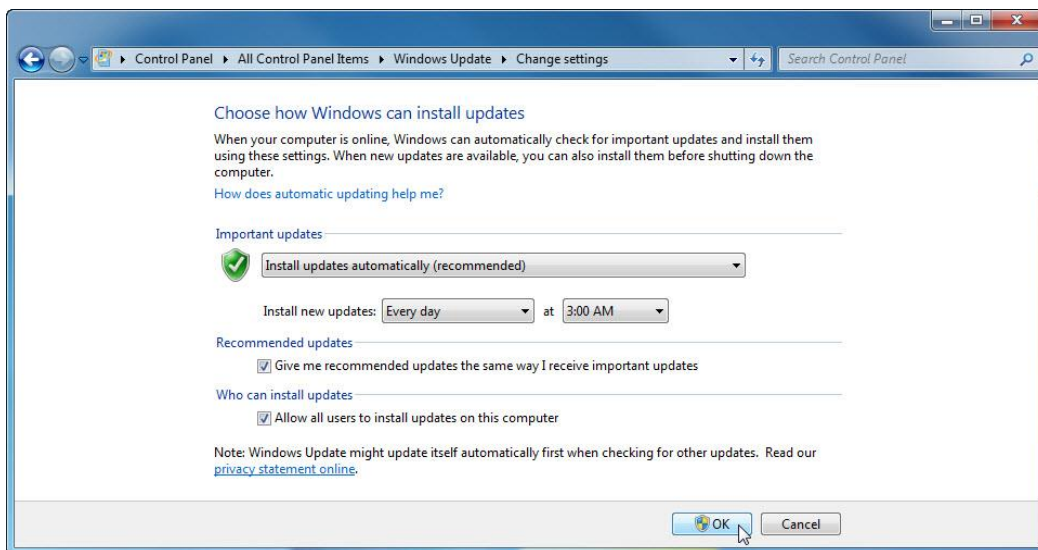 Control Panel All Control Panel Items Windows Update Change settings Search Control Panel
Choose how Windows can install updates
When your computer is online, Windows can automatically check for important updates and install them
using these settings. When new updates are available, you can also install them before shutting down the
computer.
How does automatic updating help me?
Important updates
Install updates automatically (recommended)
Install new updates: Every day at 3:00 AM
Recommended updates
Give me recommended updates the same way I receive important updates
Who can install updates
Allow all users to install updates on this computer
Note: Windows Update might update itself automatically first when checking for other updates. Read our
privacy statement online.
OK Cancel